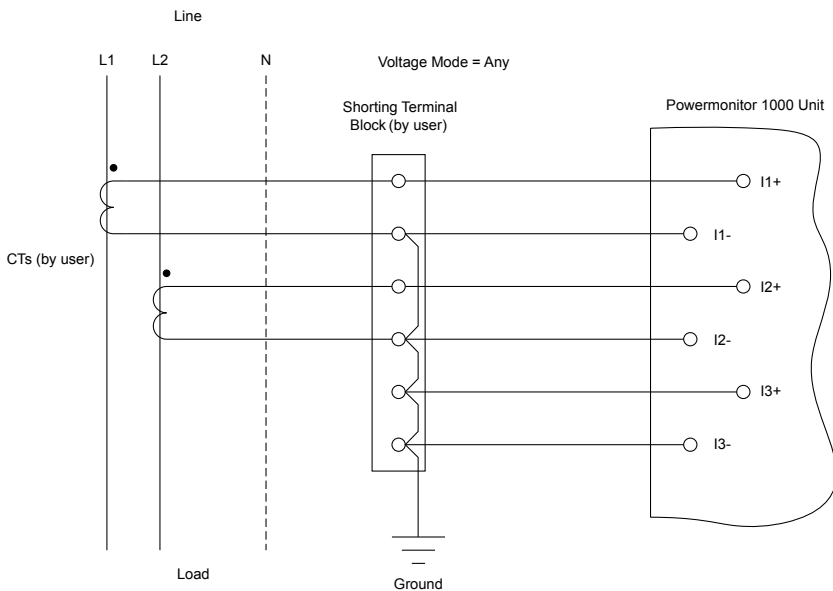 Line
L1
L2
N
Voltage Mode = Any
Shorting Terminal
Block (by user)
Powermonitor 1000 Unit
I1+
I1-
CTs (by user)
I2+
I2-
I3+
I3-
Load
Ground